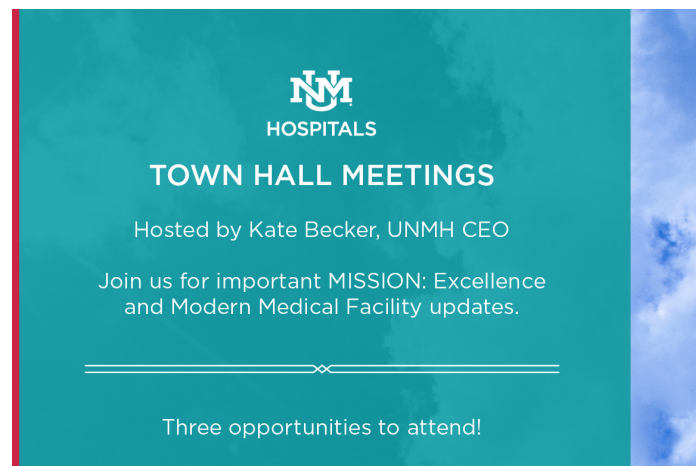 UNM
HOSPITALS
TOWN HALL MEETINGS
Hosted by Kate Becker, UNMH CEO
Join us for important MISSION: Excellence
and Modern Medical Facility updates.
Three opportunities to attend!